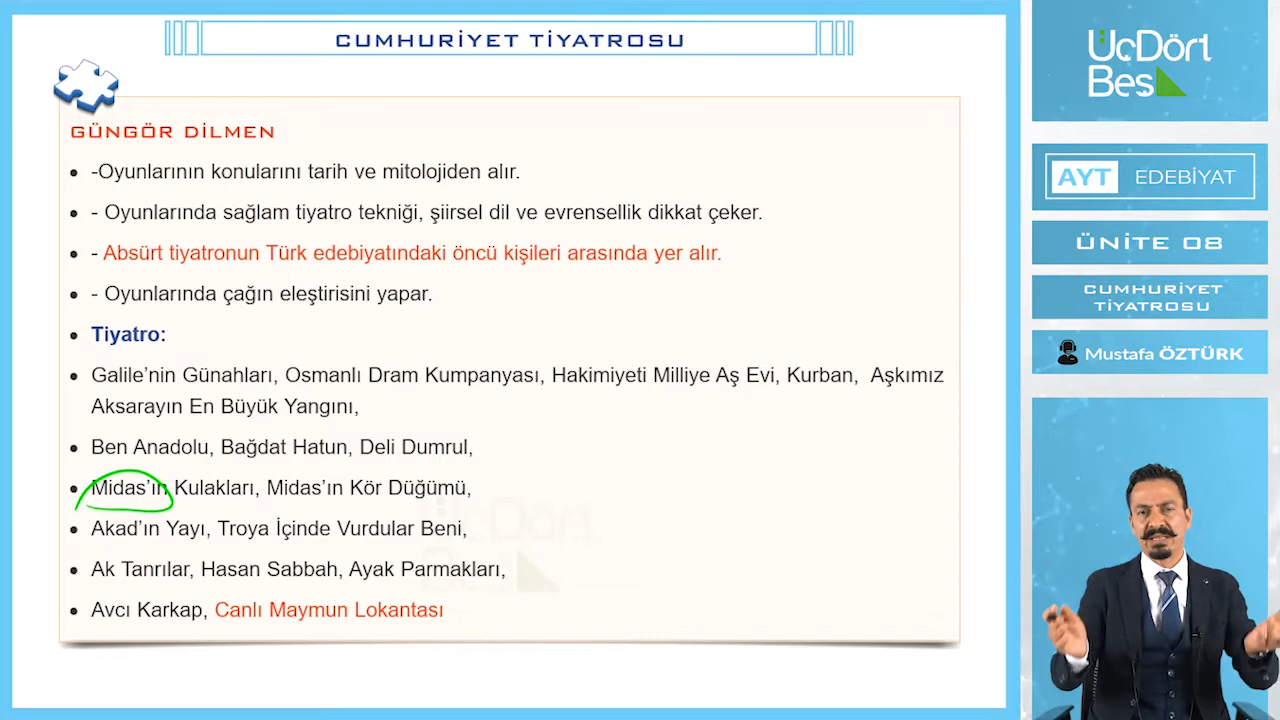 CUMHURİYET TİYATROSU
GÜNGÖR DİLMEN
• -Oyunlarının konularını tarih ve mitolojiden alır.
• - Oyunlarında sağlam tiyatro tekniği, şiirsel dil ve evrensellik dikkat çeker.
• - Absürt tiyatronun Türk edebiyatındaki öncü kişileri arasında yer alır.
• - Oyunlarında çağın eleştirisini yapar.
• Tiyatro:
• Galile’nin Günahları, Osmanlı Dram Kumpanyası, Hakimiyeti Milliye Aş Evi, Kurban, Aşkımız
Aksarayın En Büyük Yangını,
• Ben Anadolu, Bağdat Hatun, Deli Dumrul,
• Midas’ın Kulakları, Midas’ın Kör Düğümü,
• Akad’ın Yayı, Troya İçinde Vurdular Beni,
• Ak Tanrılar, Hasan Sabbah, Ayak Parmakları,
• Avcı Karkap, Canlı Maymun Lokantası
ÜçDört
Beş
ÜçDört
Beş
AYT EDEBİYAT
ÜNİTE 08
CUMHURİYET
TİYATROSU
Mustafa ÖZTÜRK